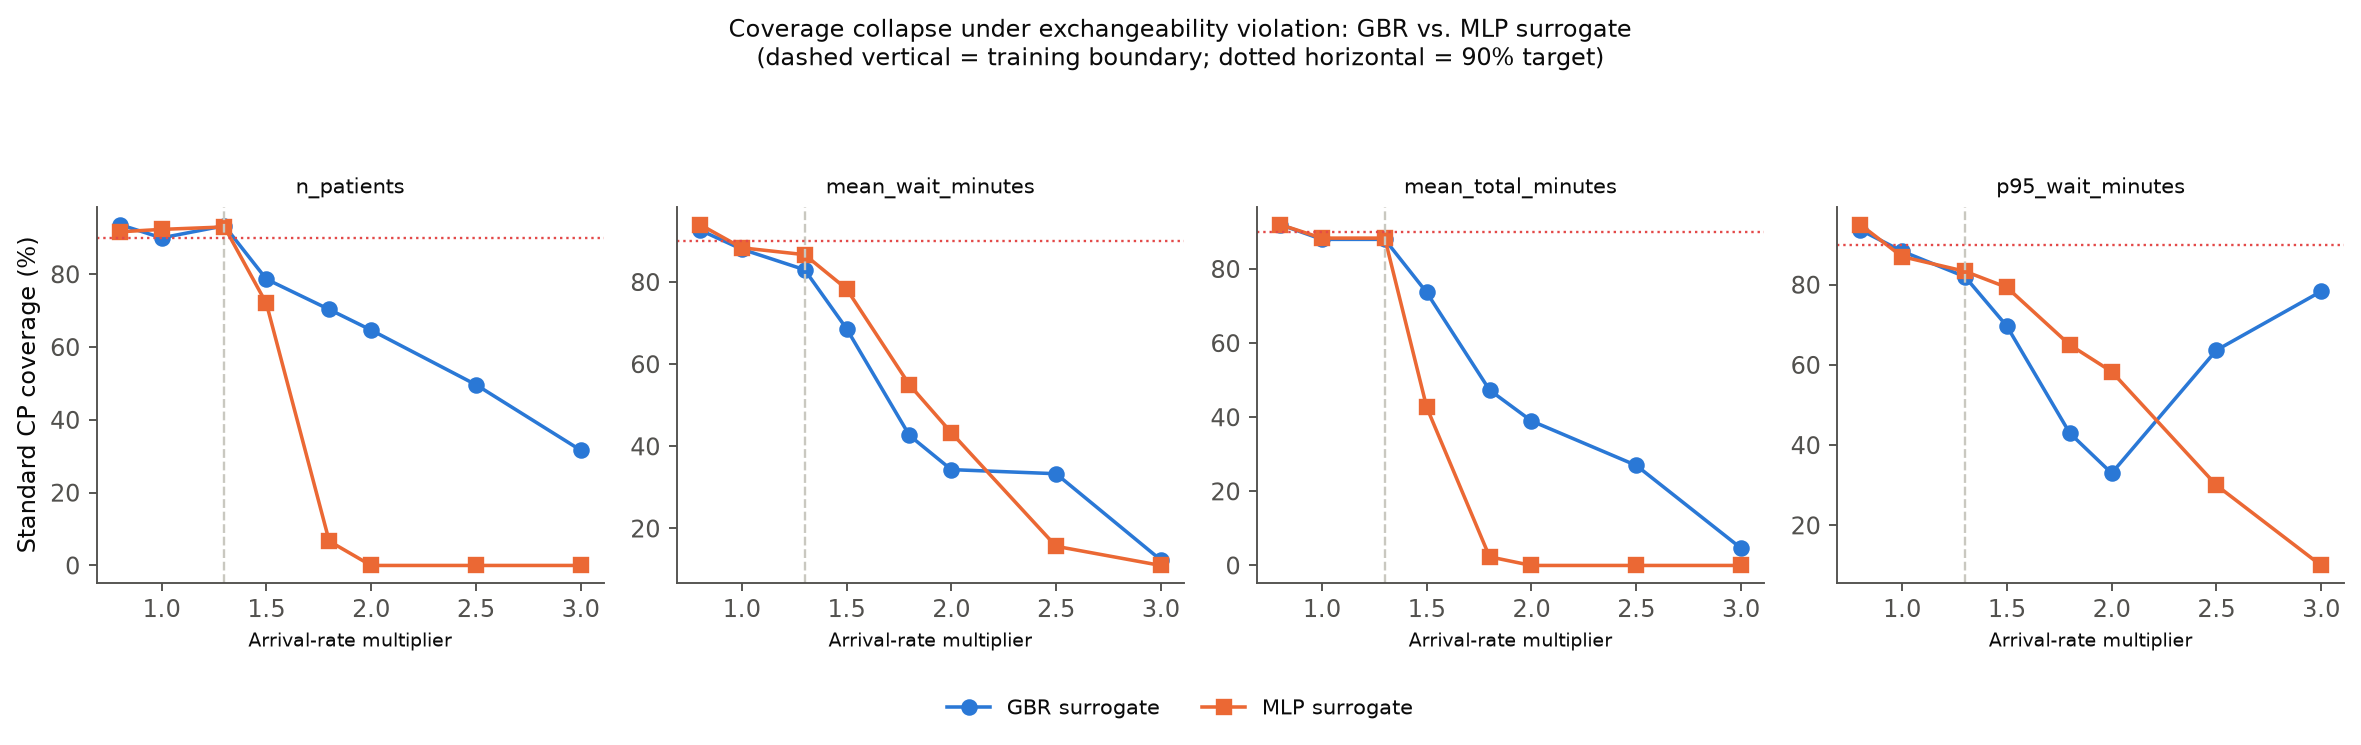 Coverage collapse under exchangeability violation: GBR vs. MLP surrogate
(dashed vertical = training boundary; dotted horizontal = 90% target)
n_patients
mean_wait_minutes
mean_total_minutes
p95_wait_minutes
Standard CP coverage (%)
80
60
40
20
0
80
60
40
20
80
60
40
20
0
80
60
40
20
1.0 1.5 2.0 2.5 3.0
1.0 1.5 2.0 2.5 3.0
1.0 1.5 2.0 2.5 3.0
1.0 1.5 2.0 2.5 3.0
Arrival-rate multiplier
Arrival-rate multiplier
Arrival-rate multiplier
Arrival-rate multiplier
GBR surrogate
MLP surrogate